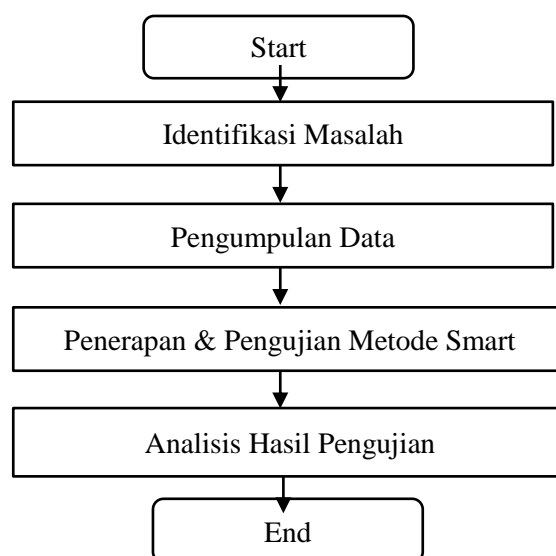 Start
Identifikasi Masalah
Pengumpulan Data
Penerapan & Pengujian Metode Smart
Analisis Hasil Pengujian
End